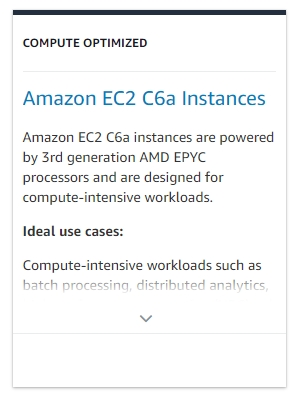 COMPUTE OPTIMIZED
Amazon EC2 C6a Instances
Amazon EC2 C6a instances are powered
by 3rd generation AMD EPYC
processors and are designed for
compute-intensive workloads.
Ideal use cases:
Compute-intensive workloads such as
batch processing, distributed analytics,